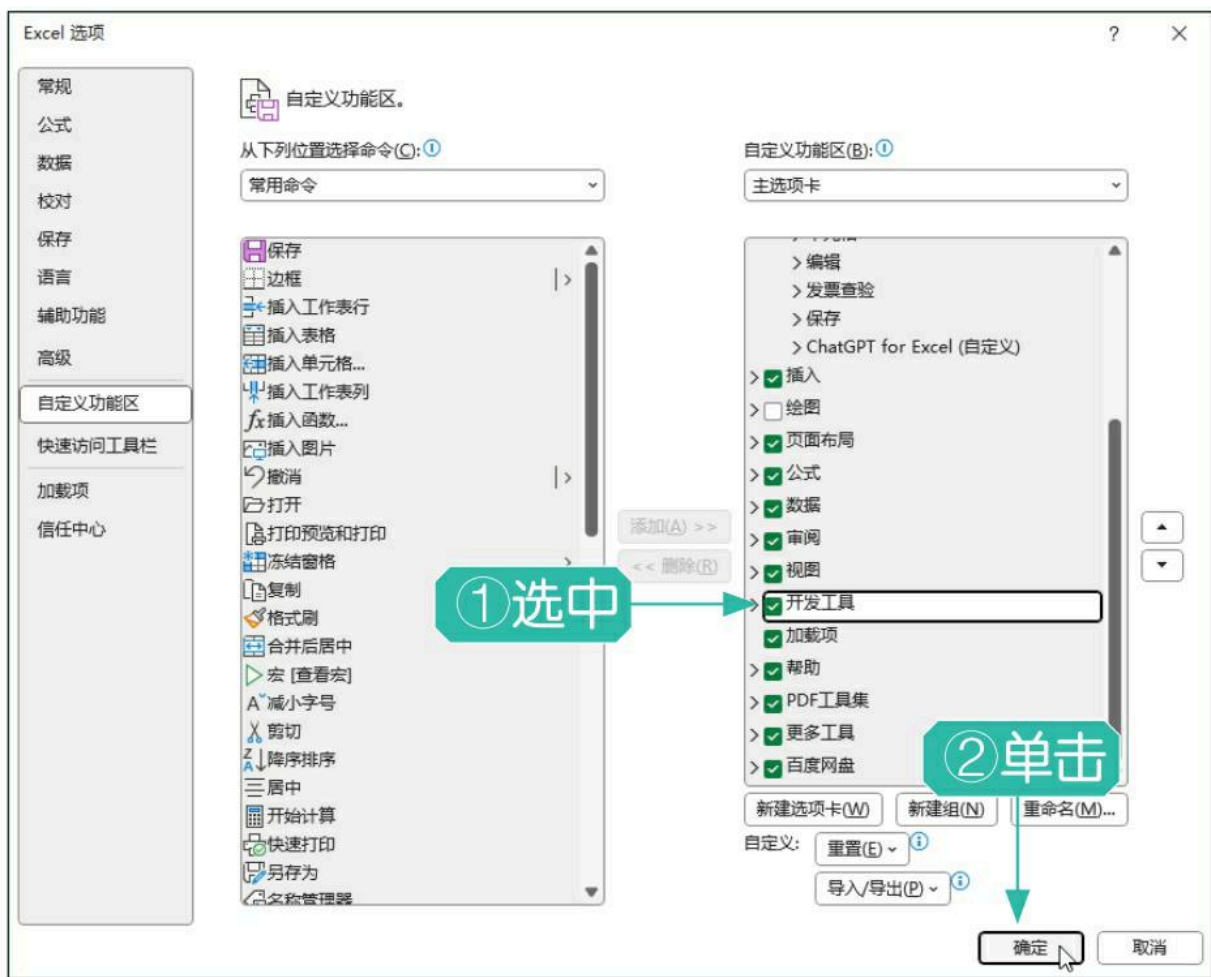 Excel 选项
?
常规
公式
数据
校对
保存
语言
辅助功能
高级
自定义功能区
快速访问工具栏
加载项
信任中心
自定义功能区。
从下列位置选择命令(C):
常用命令
保存
边框
插入工作表行
插入表格
插入单元格...
插入工作表列
fx插入函数...
插入图片
撤消
打开
打印预览和打印
冻结窗格
复制
格式刷
合并后居中
宏 [查看宏]
减小字号
剪切
降序排序
居中
开始计算
快速打印
另存为
名称管理器
添加(A) >>
<< 删除(R)
①选中
自定义功能区(B):
主选项卡
编辑
发票查验
保存
ChatGPT for Excel (自定义)
插入
绘图
页面布局
公式
数据
审阅
视图
开发工具
加载项
帮助
PDF工具集
更多工具
百度网盘
②单击
新建选项卡(W)
新建组(N)
重命名(M)...
自定义:
重置(E)
导入/导出(P)
确定
取消